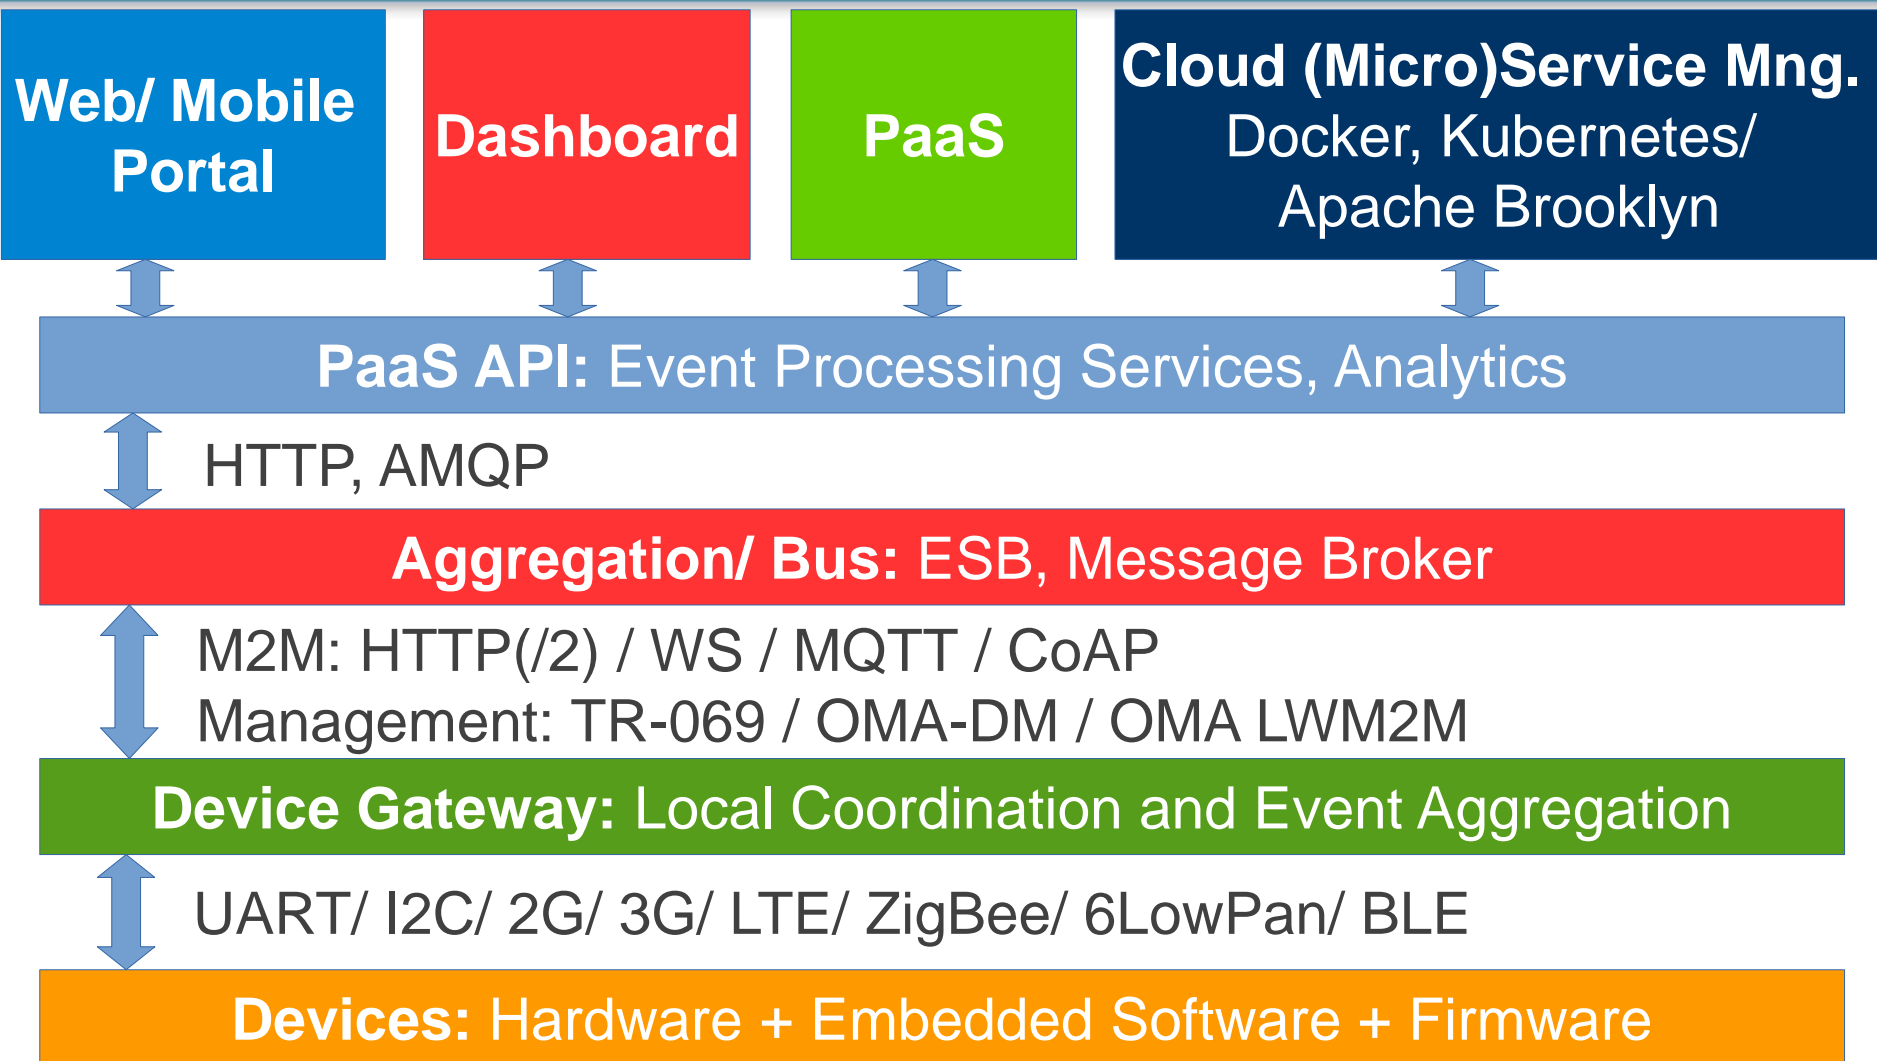 Web/ Mobile
Portal
Dashboard
PaaS
Cloud (Micro)Service Mng.
Docker, Kubernetes/
Apache Brooklyn
PaaS API: Event Processing Services, Analytics
HTTP, AMQP
Aggregation/ Bus: ESB, Message Broker
M2M: HTTP(/2) / WS / MQTT / CoAP
Management: TR-069 / OMA-DM / OMA LWM2M
Device Gateway: Local Coordination and Event Aggregation
UART/ I2C/ 2G/ 3G/ LTE/ ZigBee/ 6LowPan/ BLE
Devices: Hardware + Embedded Software + Firmware